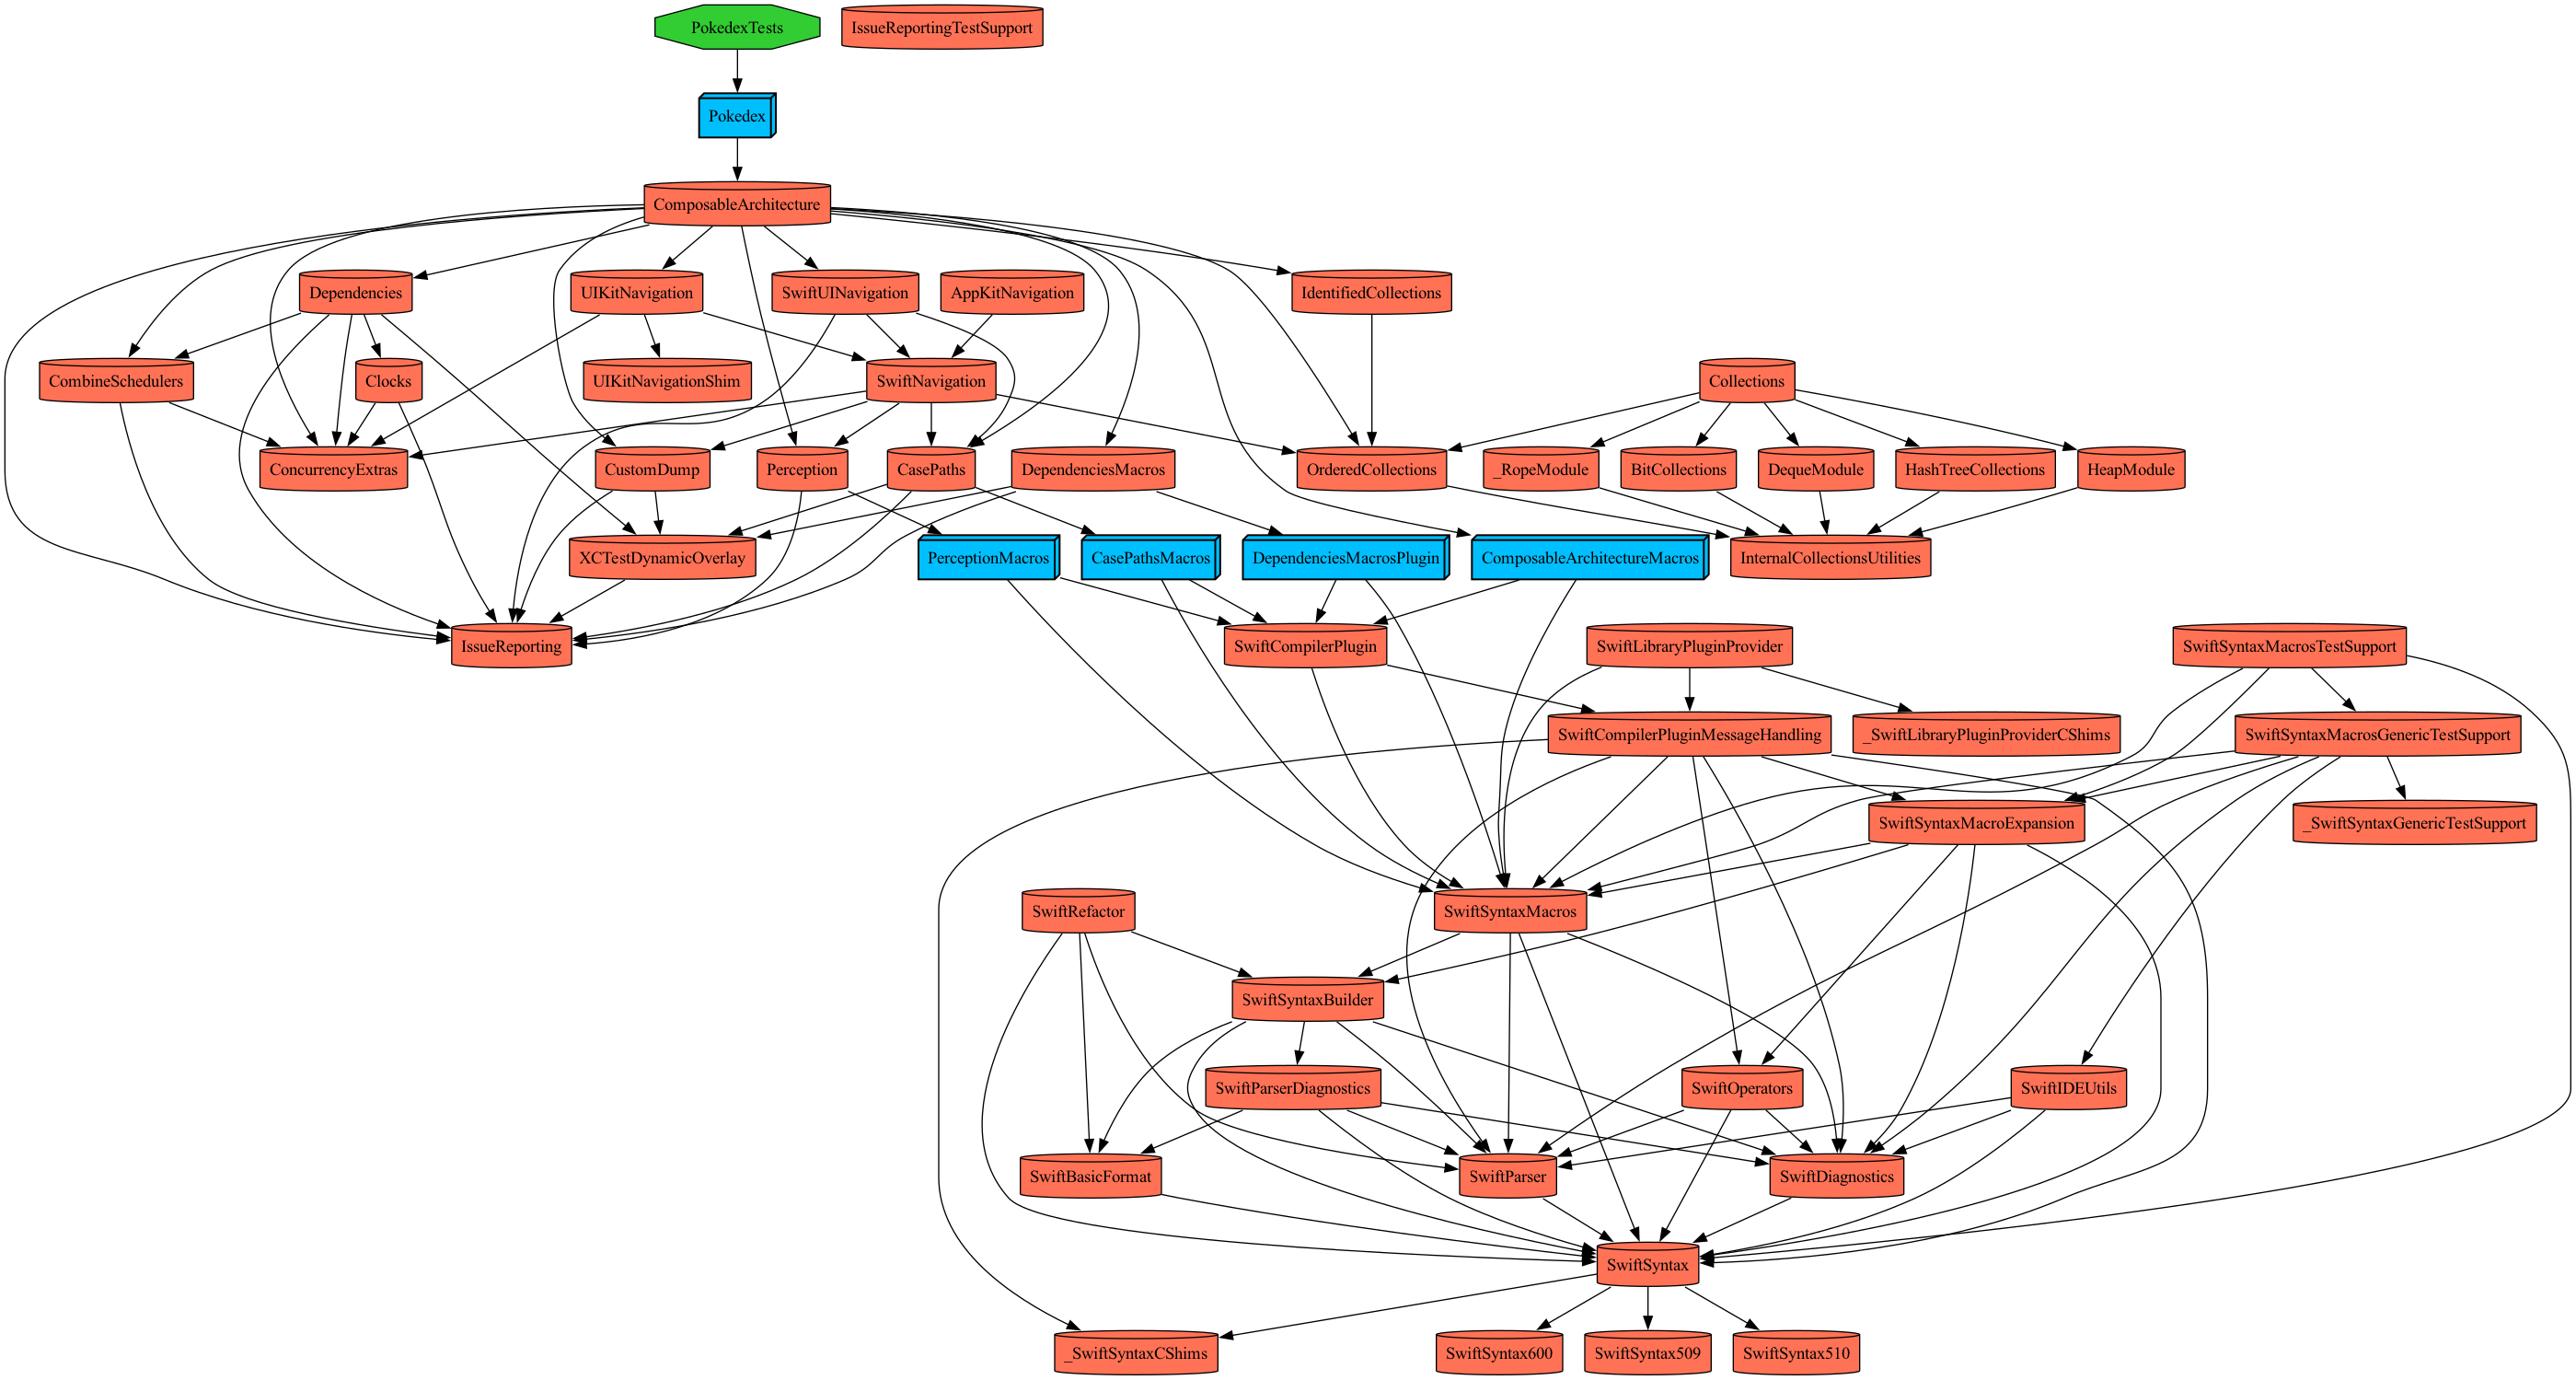 PokedexTests
IssueReportingTestSupport
Pokedex
ComposableArchitecture
Dependencies
UIKitNavigation
SwiftUINavigation
AppKitNavigation
IdentifiedCollections
CombineSchedulers
Clocks
UIKitNavigationShim
SwiftNavigation
Collections
ConcurrencyExtras
CustomDump
Perception
CasePaths
DependenciesMacros
OrderedCollections
_RopeModule
BitCollections
DequeModule
HashTreeCollections
HeapModule
XCTestDynamicOverlay
PerceptionMacros
CasePathsMacros
DependenciesMacrosPlugin
ComposableArchitectureMacros
InternalCollectionsUtilities
IssueReporting
SwiftCompilerPlugin
SwiftLibraryPluginProvider
SwiftSyntaxMacrosTestSupport
SwiftCompilerPluginMessageHandling
_SwiftLibraryPluginProviderCShims
SwiftSyntaxMacrosGenericTestSupport
SwiftSyntaxMacroExpansion
_SwiftSyntaxGenericTestSupport
SwiftRefactor
SwiftSyntaxMacros
SwiftSyntaxBuilder
SwiftParserDiagnostics
SwiftOperators
SwiftIDEUtils
SwiftBasicFormat
SwiftParser
SwiftDiagnostics
SwiftSyntax
_SwiftSyntaxCShims
SwiftSyntax600
SwiftSyntax509
SwiftSyntax510